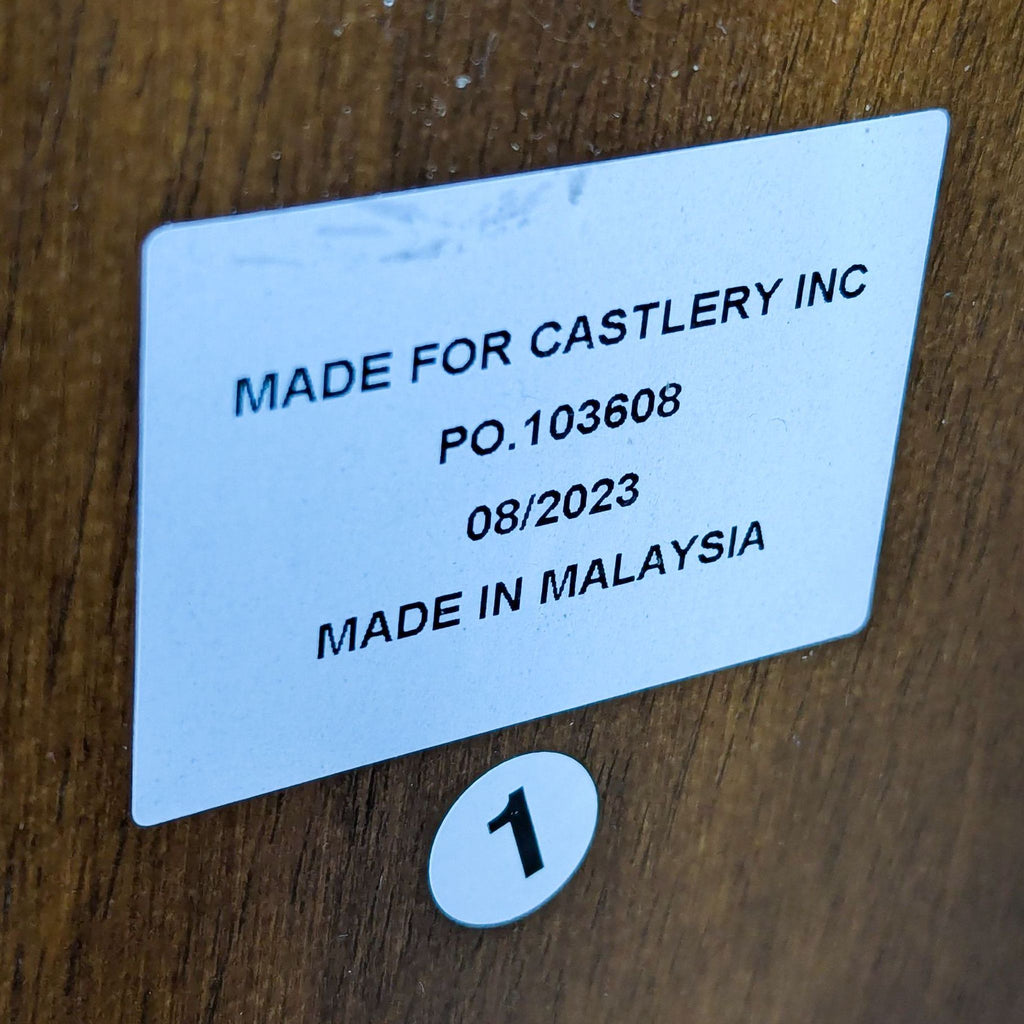 MADE FOR CASTLERY INC
PO.103608
08/2023
MADE IN MALAYSIA
1